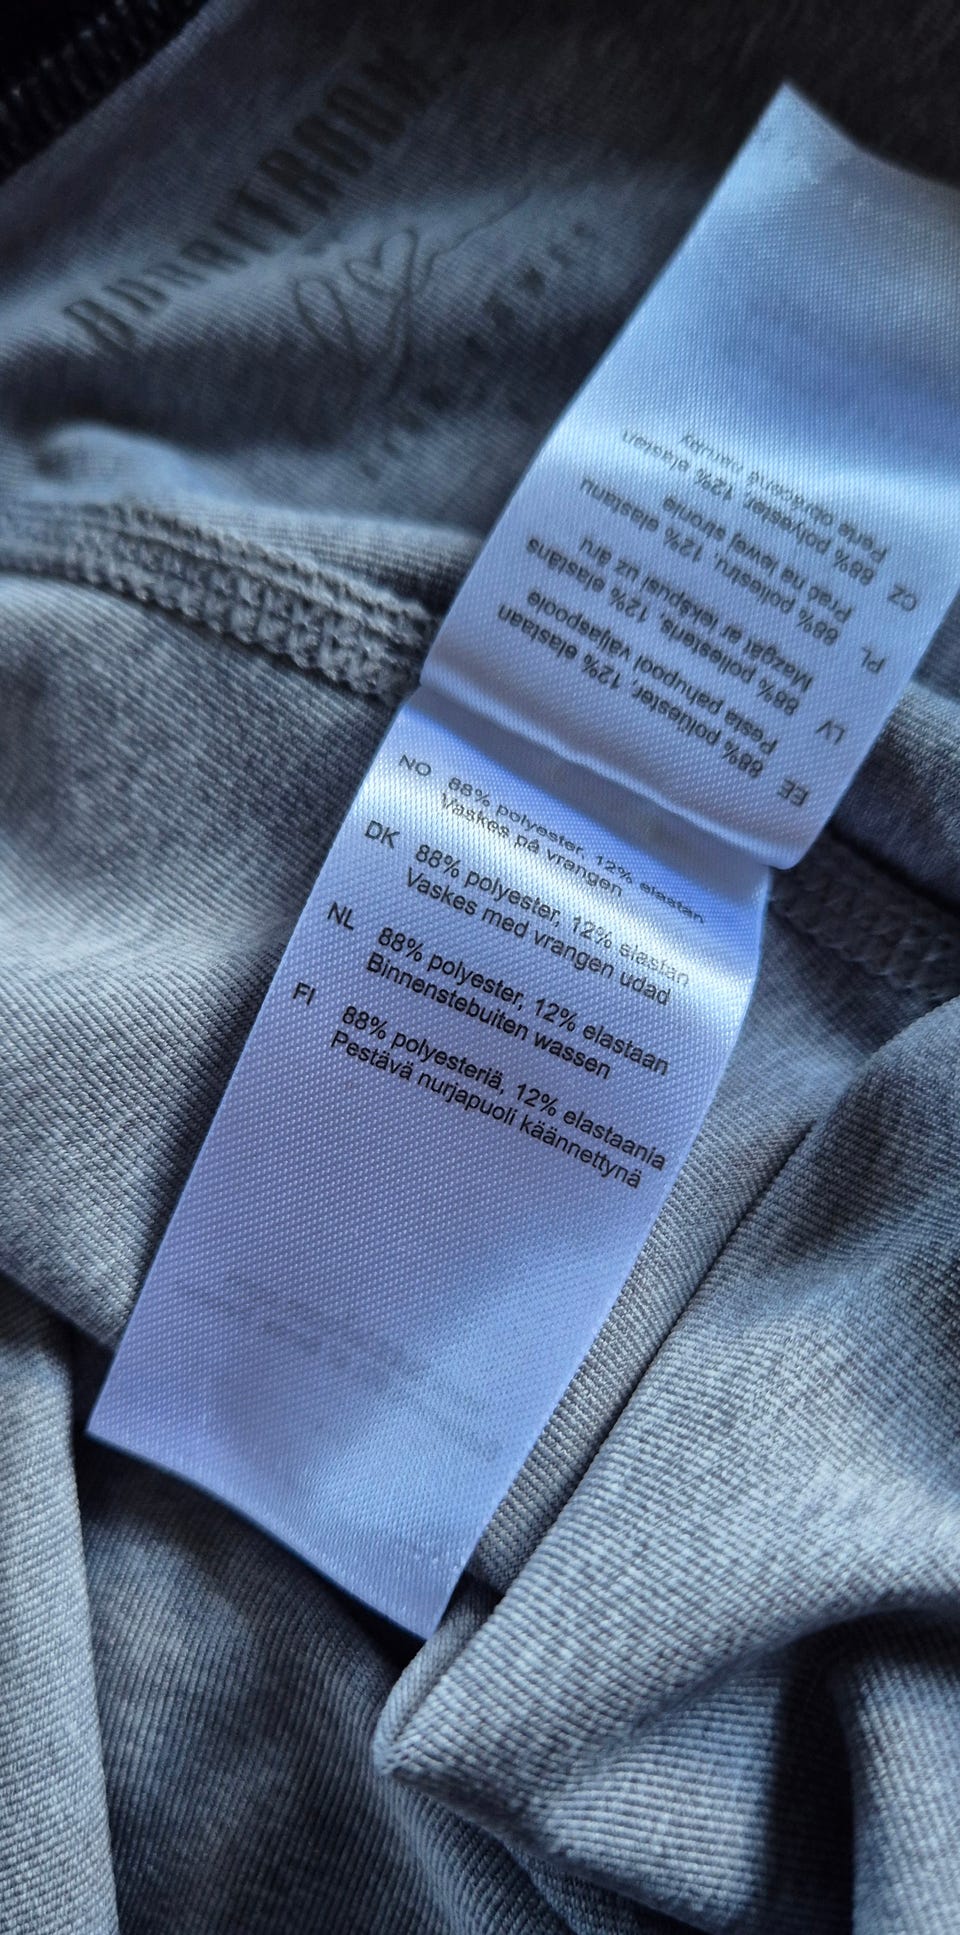 CZ 88% polyester, 12% elastan
Perte obráceně naruby
PL 88% poliestru, 12% elastanu
Prać na lewej stronie
LV 88% poliesteris, 12% elastāns
Mazgāt ar iekšpusi uz āru
EE 88% polüester, 12% elastaan
Pesta pahupool väljaspoole
NO 88% polyester, 12% elastan
Vaskes på vrangen
DK 88% polyester, 12% elastan
Vaskes med vrangen udad
NL 88% polyester, 12% elastaan
Binnenstebuiten wassen
FI 88% polyesteriä, 12% elastaania
Pestävä nurjapuoli käännettynä